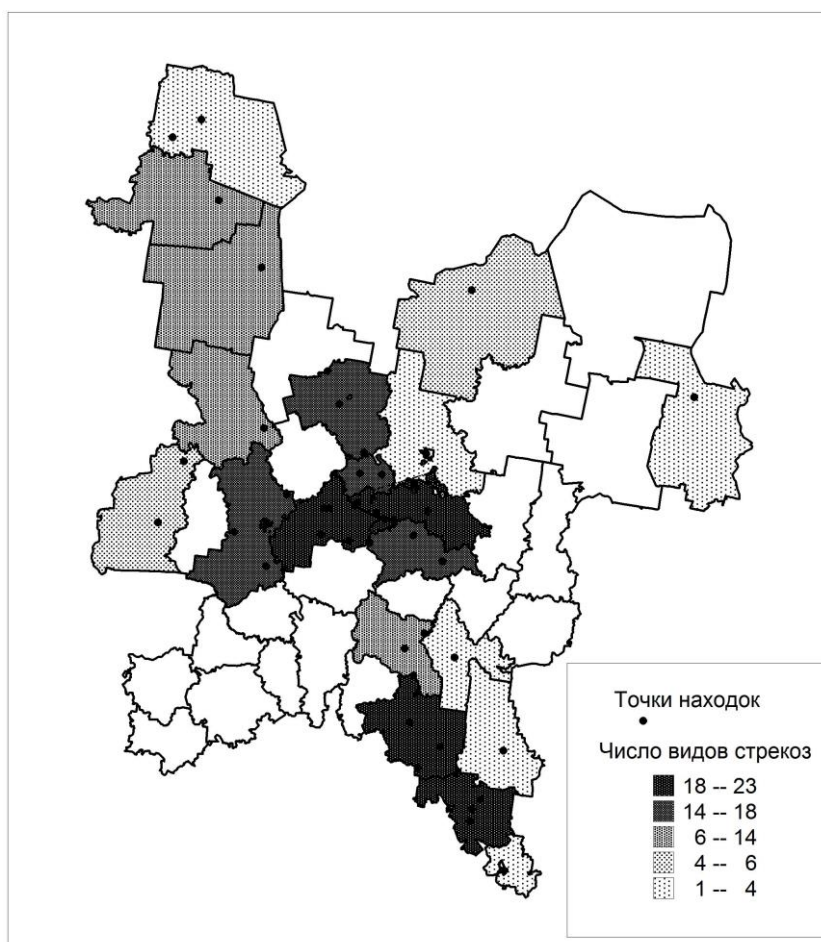 Точки находок
Число видов стрекоз
18 -- 23
14 -- 18
6 -- 14
4 -- 6
1 -- 4